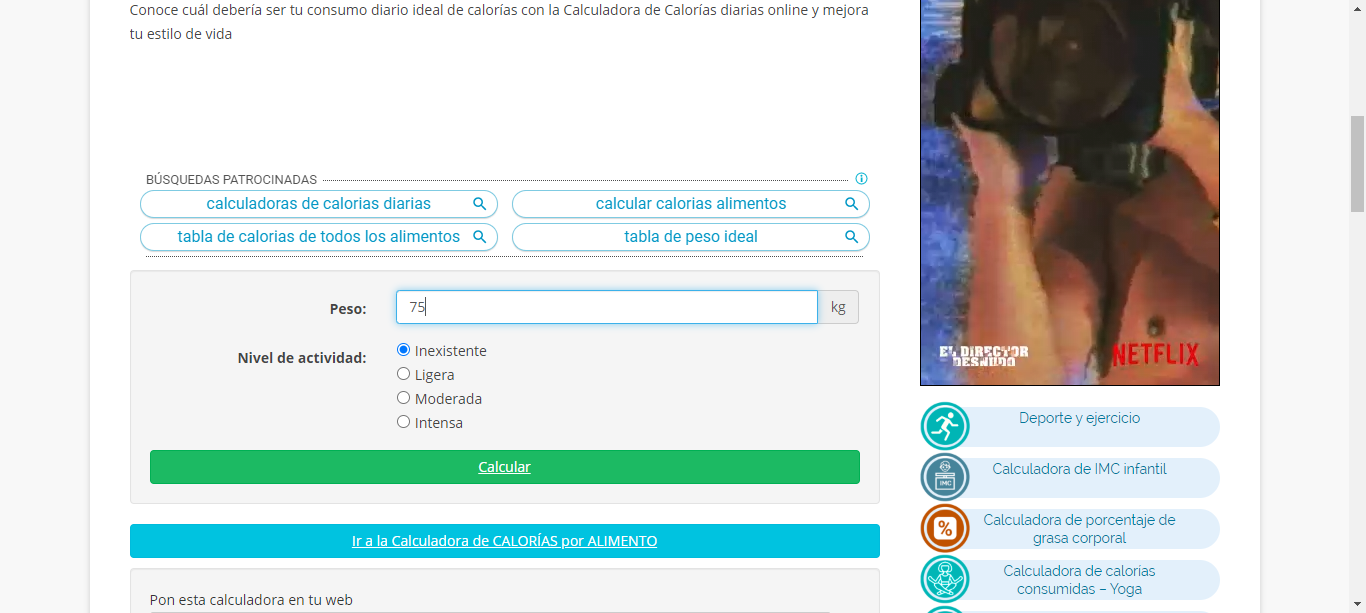 Conoce cuál debería ser tu consumo diario ideal de calorías con la Calculadora de Calorías diarias online y mejora
tu estilo de vida
BÚSQUEDAS PATROCINADAS
calculadoras de calorias diarias
calcular calorias alimentos
tabla de calorias de todos los alimentos
tabla de peso ideal
Peso:
75
kg
Nivel de actividad:
Inexistente
Ligera
Moderada
Intensa
Calcular
Ir a la Calculadora de CALORÍAS por ALIMENTO
Pon esta calculadora en tu web
EL DIRECTOR
DESNUDO
NETFLIX
Deporte y ejercicio
IMC
Calculadora de IMC infantil
%
Calculadora de porcentaje de
grasa corporal
Calculadora de calorías
consumidas – Yoga